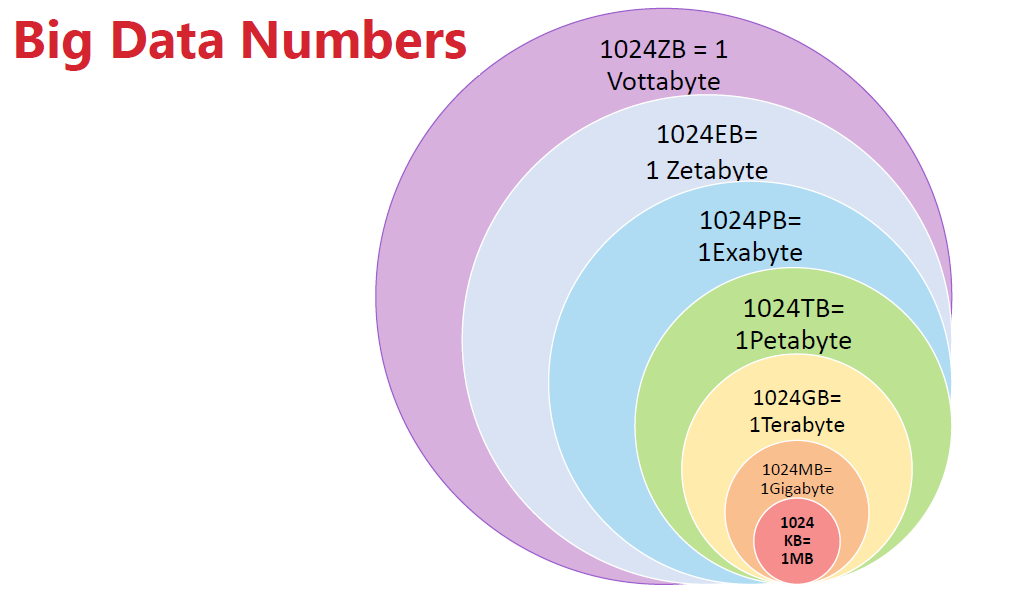 Big Data Numbers
1024ZB = 1
Vottabyte
1024EB=
1 Zetabyte
1024PB=
1Exabyte
1024TB=
1Petabyte
1024GB=
1Terabyte
1024MB=
1Gigabyte
1024
KB=
1MB